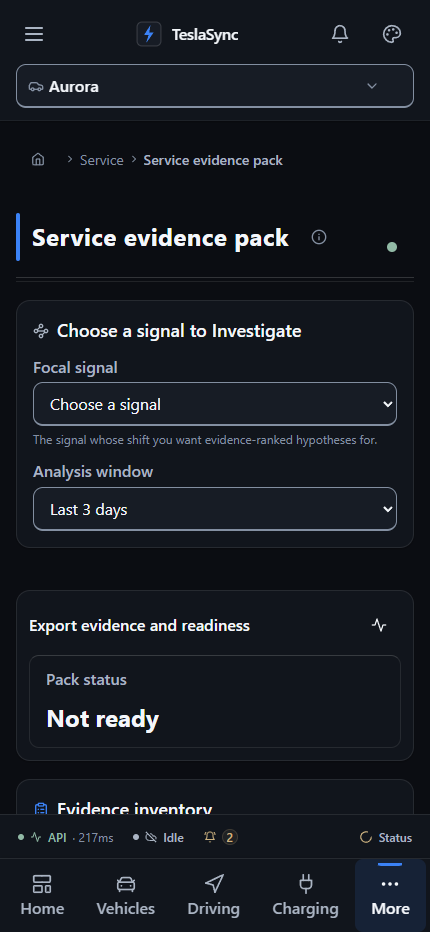 TeslaSync
Aurora
Service
Service evidence pack
Service evidence pack
Choose a signal to Investigate
Focal signal
Choose a signal
The signal whose shift you want evidence-ranked hypotheses for.
Analysis window
Last 3 days
Export evidence and readiness
Pack status
Not ready
Evidence inventory
API · 217ms
Idle
2
Status
Home
Vehicles
Driving
Charging
More